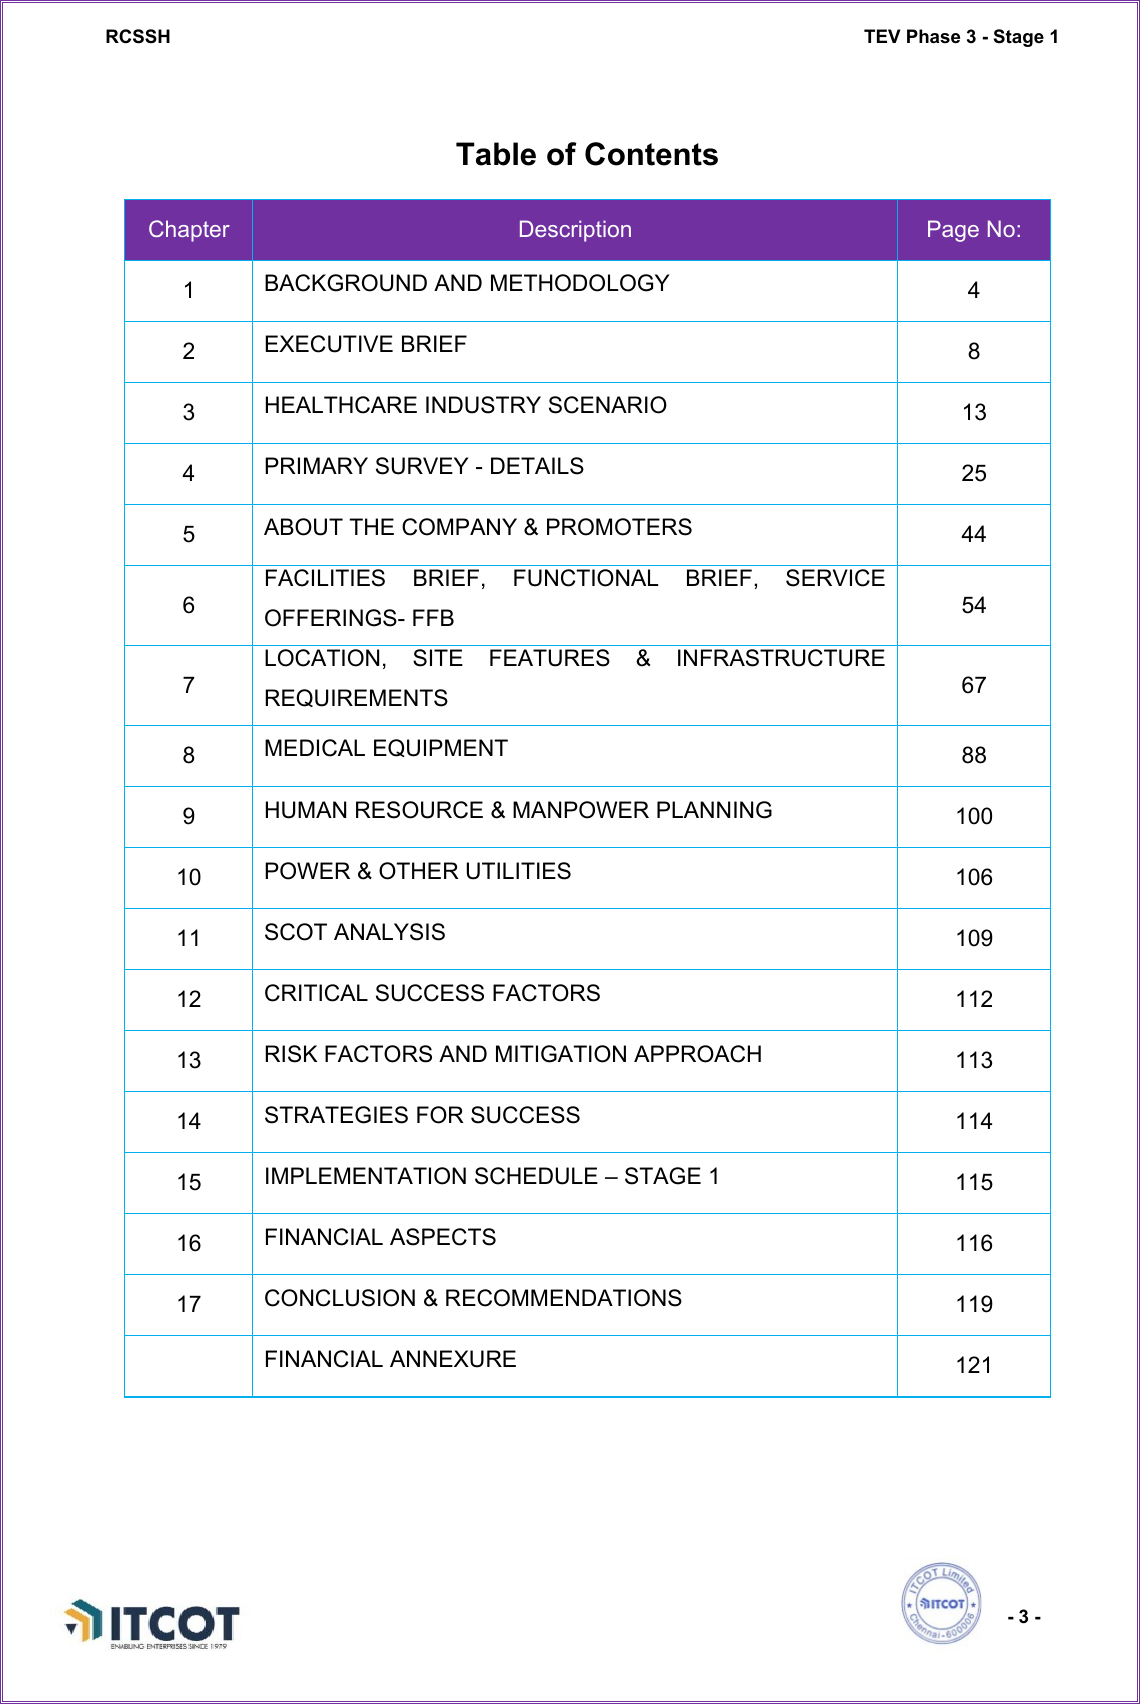 RCSSH TEV Phase 3 - Stage 1
Table of Contents
Chapter Description Page No:
1 BACKGROUND AND METHODOLOGY 4
2 EXECUTIVE BRIEF 8
3 HEALTHCARE INDUSTRY SCENARIO 13
4 PRIMARY SURVEY - DETAILS 25
5 ABOUT THE COMPANY & PROMOTERS 44
6 FACILITIES BRIEF, FUNCTIONAL BRIEF, SERVICE
OFFERINGS- FFB 54
7 LOCATION, SITE FEATURES & INFRASTRUCTURE
REQUIREMENTS 67
8 MEDICAL EQUIPMENT 88
9 HUMAN RESOURCE & MANPOWER PLANNING 100
10 POWER & OTHER UTILITIES 106
11 SCOT ANALYSIS 109
12 CRITICAL SUCCESS FACTORS 112
13 RISK FACTORS AND MITIGATION APPROACH 113
14 STRATEGIES FOR SUCCESS 114
15 IMPLEMENTATION SCHEDULE – STAGE 1 115
16 FINANCIAL ASPECTS 116
17 CONCLUSION & RECOMMENDATIONS 119
FINANCIAL ANNEXURE 121
ITCOT
ENABLING ENTERPRISES SINCE 1979
ITCOT Limited
ITCOT
Chennai - 600006
- 3 -